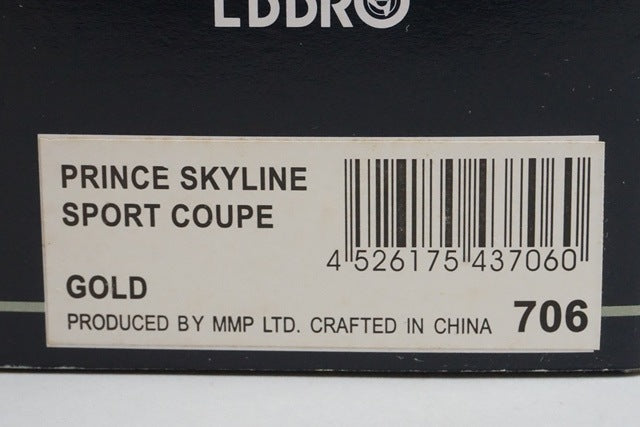 PRINCE SKYLINE
SPORT COUPE
4 526175 437060
GOLD
PRODUCED BY MMP LTD. CRAFTED IN CHINA 706